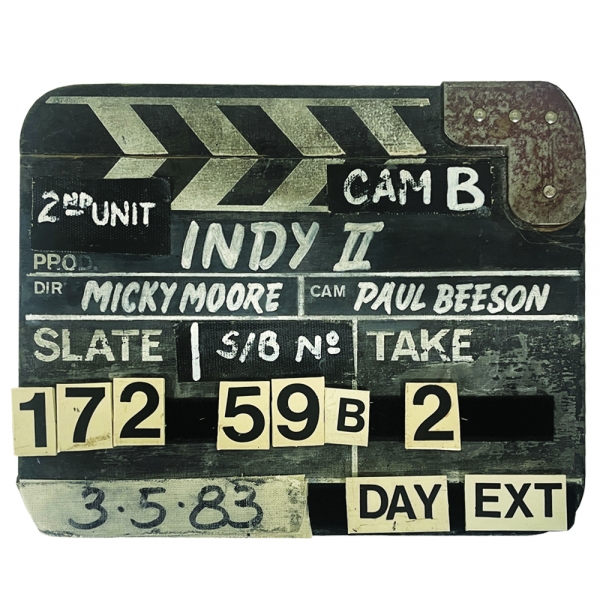 CAM B
2ND UNIT
PROD. INDY II
DIR MICKY MOORE CAM PAUL BEESON
SLATE | S/B Nº TAKE
172 59B 2
3·5·83 DAY EXT